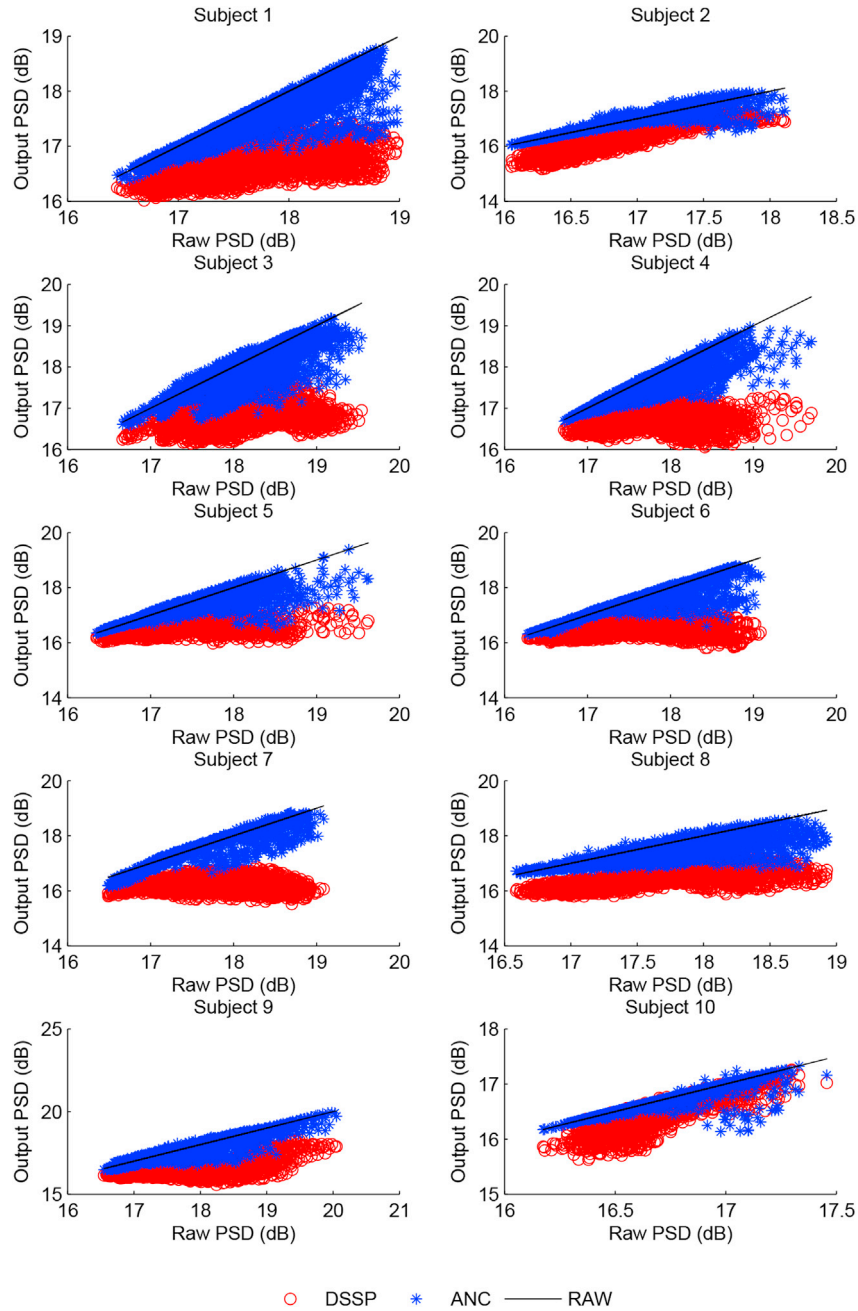 Subject 1
Output PSD (dB)
19
18
17
16
16 17 18 19
Raw PSD (dB)
Subject 2
Output PSD (dB)
20
18
16
14
16 16.5 17 17.5 18 18.5
Raw PSD (dB)
Subject 3
Output PSD (dB)
20
19
18
17
16
16 17 18 19 20
Raw PSD (dB)
Subject 4
Output PSD (dB)
20
19
18
17
16
16 17 18 19 20
Raw PSD (dB)
Subject 5
Output PSD (dB)
20
18
16
14
16 17 18 19 20
Raw PSD (dB)
Subject 6
Output PSD (dB)
20
18
16
14
16 17 18 19 20
Raw PSD (dB)
Subject 7
Output PSD (dB)
20
18
16
14
16 17 18 19 20
Raw PSD (dB)
Subject 8
Output PSD (dB)
20
18
16
14
16.5 17 17.5 18 18.5 19
Raw PSD (dB)
Subject 9
Output PSD (dB)
25
20
15
16 17 18 19 20 21
Raw PSD (dB)
Subject 10
Output PSD (dB)
18
17
16
15
16 16.5 17 17.5
Raw PSD (dB)
DSSP ANC RAW